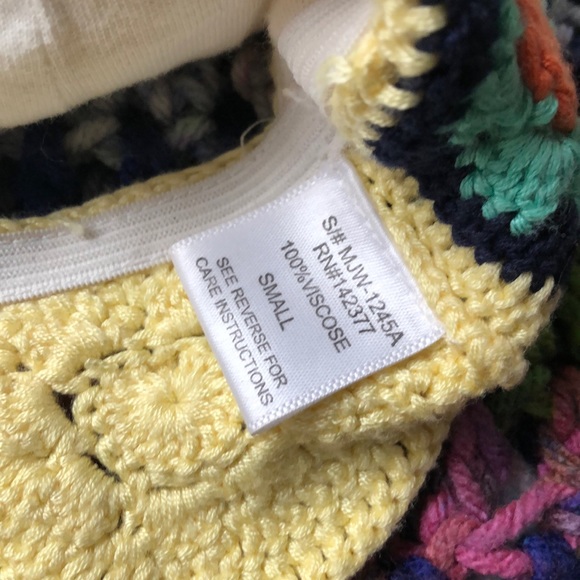 S/# MJW-1245A
RN#142377
100%VISCOSE
SMALL
SEE REVERSE FOR
CARE INSTRUCTIONS